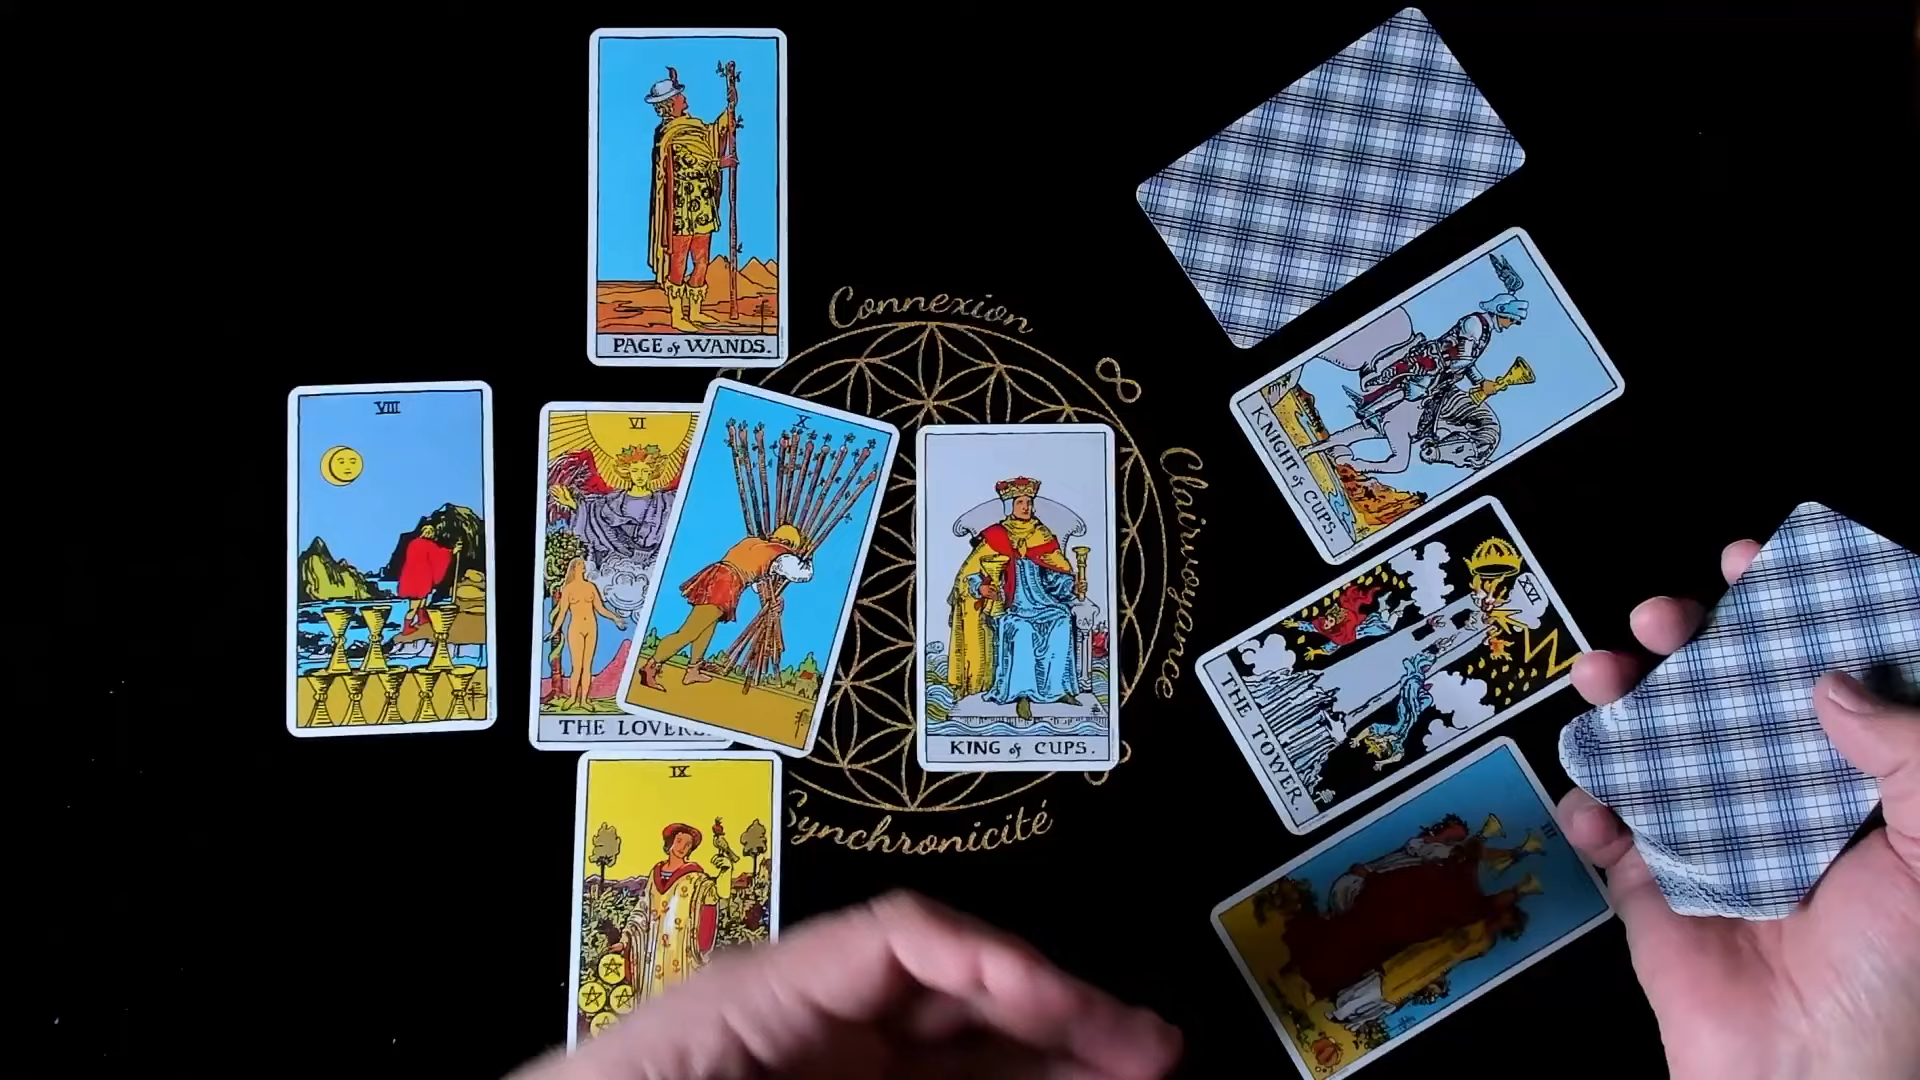 PAGE of WANDS.
Connexion
VIII
VI
X
THE LOVERS.
KING of CUPS.
IX
Synchronicité
Clairvoyance
KNIGHT of CUPS.
XVI
THE TOWER.
III